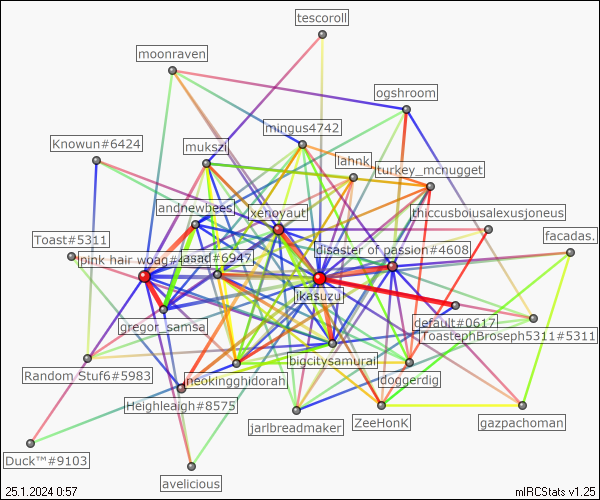 tescoroll
moonraven
ogshroom
mingus4742
Knowun#6424
mukszi
lahnk
turkey_mcnugget
andnewbees
xenoyaut
thiccusboiusalexusjoneus
Toast#5311
facadas.
disaster of passion#4608
pink hair woag#
asad#6947
ikasuzu
gregor_samsa
default#0617
ToastephBroseph5311#5311
bigcitysamurai
Random Stuf6#5983
neokingghidorah
doggerdig
Heighleaigh#8575
jarlbreadmaker
ZeeHonK
gazpachoman
Duck™#9103
avelicious
25.1.2024 0:57
mIRCStats v1.25